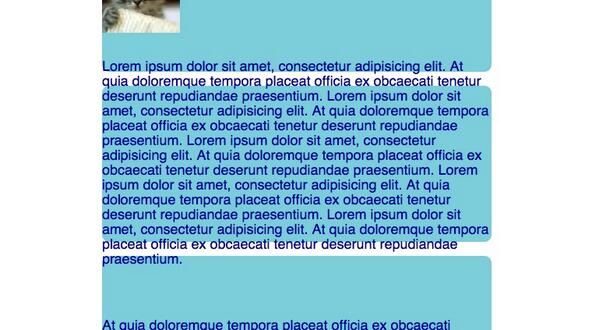 Lorem ipsum dolor sit amet, consectetur adipisicing elit. At
quia doloremque tempora placeat officia ex obcaecati tenetur
deserunt repudiandae praesentium. Lorem ipsum dolor sit
amet, consectetur adipisicing elit. At quia doloremque tempora
placeat officia ex obcaecati tenetur deserunt repudiandae
praesentium. Lorem ipsum dolor sit amet, consectetur
adipisicing elit. At quia doloremque tempora placeat officia ex
obcaecati tenetur deserunt repudiandae praesentium. Lorem
ipsum dolor sit amet, consectetur adipisicing elit. At quia
doloremque tempora placeat officia ex obcaecati tenetur
deserunt repudiandae praesentium. Lorem ipsum dolor sit
amet, consectetur adipisicing elit. At quia doloremque tempora
placeat officia ex obcaecati tenetur deserunt repudiandae
praesentium.
At quia doloremque tempora placeat officia ex obcaecati